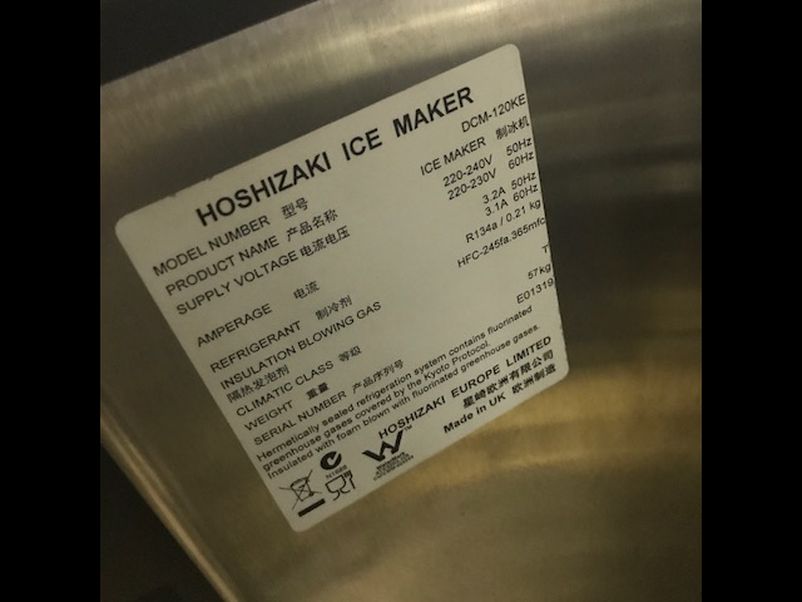 HOSHIZAKI ICE MAKER
MODEL NUMBER 型号 DCM-120KE
PRODUCT NAME 产品名称 ICE MAKER 制冰机
SUPPLY VOLTAGE 电流电压 220-240V 50Hz
220-230V 60Hz
AMPERAGE 电流 3.2A 50Hz
3.1A 60Hz
REFRIGERANT 制冷剂 R134a / 0.21 kg
INSULATION BLOWING GAS HFC-245fa.365mfc
隔热发泡剂
CLIMATIC CLASS 等级 T
WEIGHT 重量 57kg
SERIAL NUMBER 产品序列号 E01319
Hermetically sealed refrigeration system contains fluorinated
greenhouse gases covered by the Kyoto Protocol.
Insulated with foam blown with fluorinated greenhouse gases.
HOSHIZAKI EUROPE LIMITED
星崎欧洲有限公司
Made in UK 欧洲制造
N1688
TM